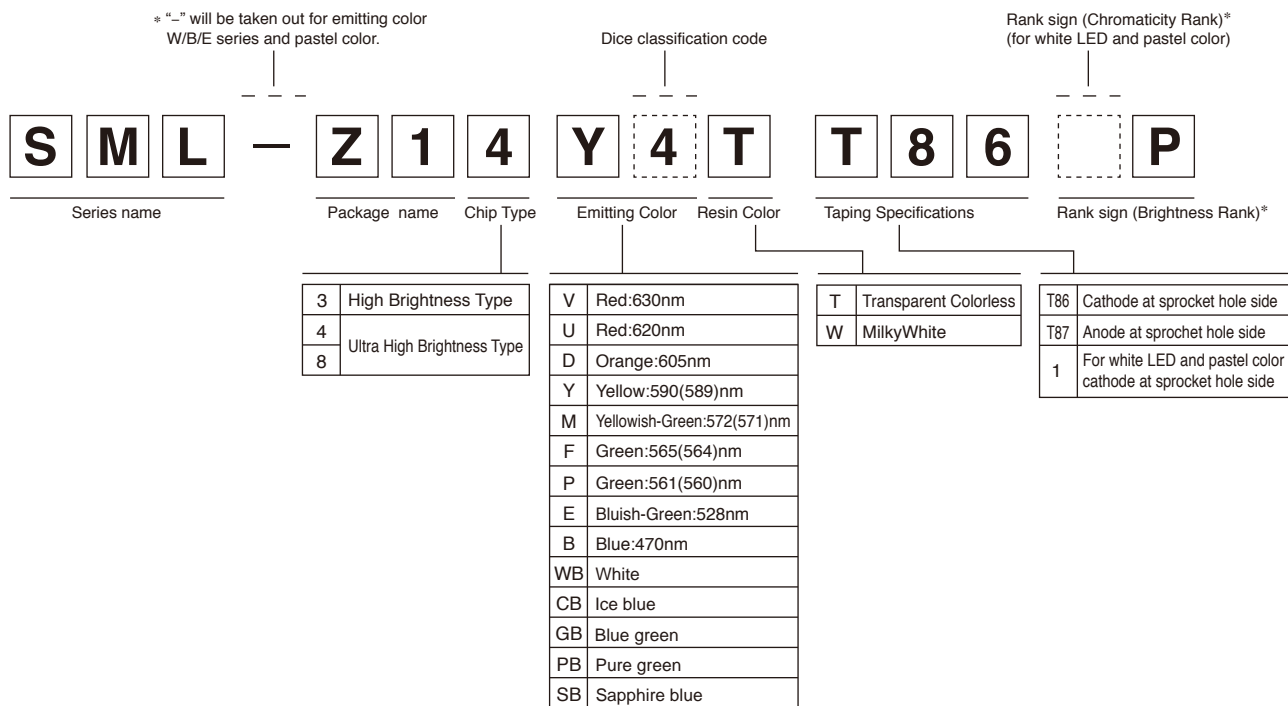 * “–” will be taken out for emitting color
W/B/E series and pastel color.
Dice classification code
Rank sign (Chromaticity Rank)*
(for white LED and pastel color)
S M L — Z 1 4 Y 4 T T 8 6 P
Series name
Package name
Chip Type
Emitting Color
Resin Color
Taping Specifications
Rank sign (Brightness Rank)*
3 High Brightness Type
4
8
Ultra High Brightness Type
V Red:630nm
U Red:620nm
D Orange:605nm
Y Yellow:590(589)nm
M Yellowish-Green:572(571)nm
F Green:565(564)nm
P Green:561(560)nm
E Bluish-Green:528nm
B Blue:470nm
WB White
CB Ice blue
GB Blue green
PB Pure green
SB Sapphire blue
T Transparent Colorless
W MilkyWhite
T86 Cathode at sprocket hole side
T87 Anode at sprochet hole side
1 For white LED and pastel color
cathode at sprocket hole side